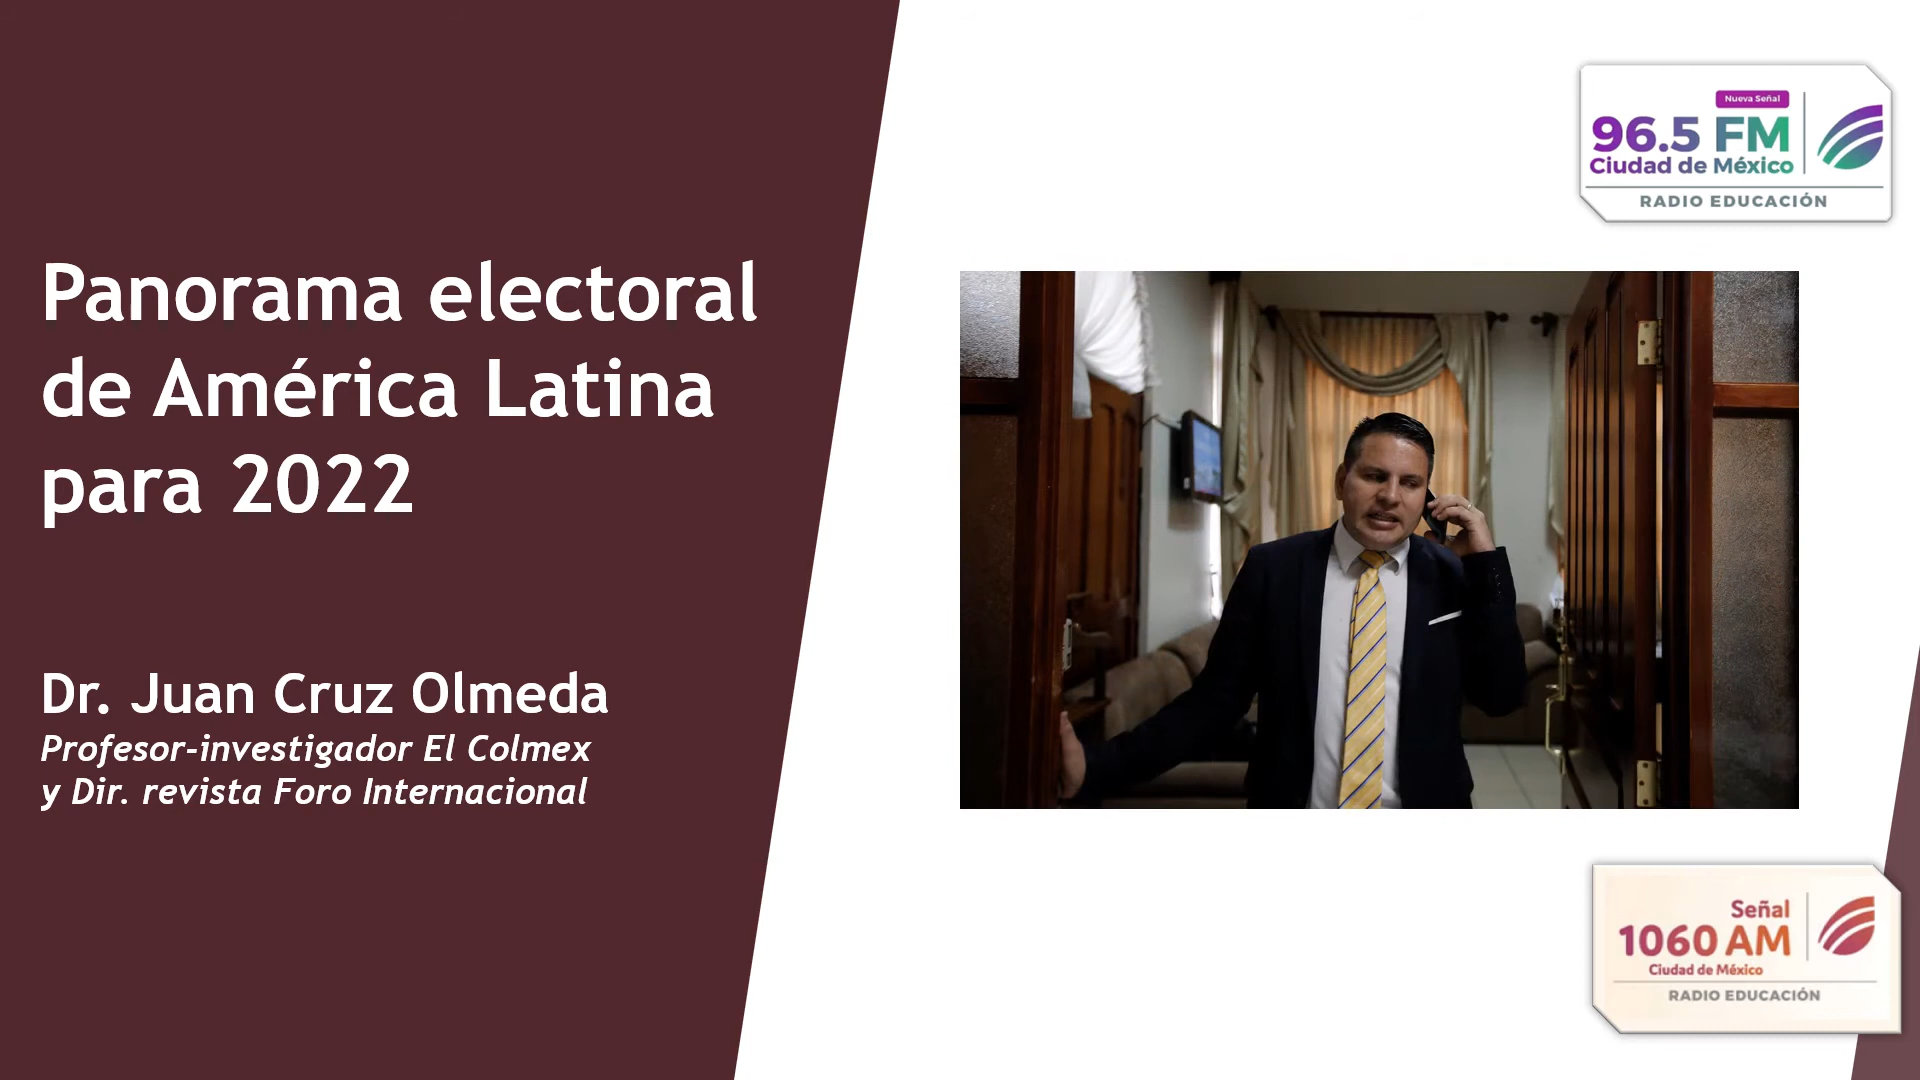 Panorama electoral
de América Latina
para 2022
Dr. Juan Cruz Olmeda
Profesor-investigador El Colmex
y Dir. revista Foro Internacional
Nueva Señal
96.5 FM
Ciudad de México
RADIO EDUCACIÓN
Señal
1060 AM
Ciudad de México
RADIO EDUCACIÓN